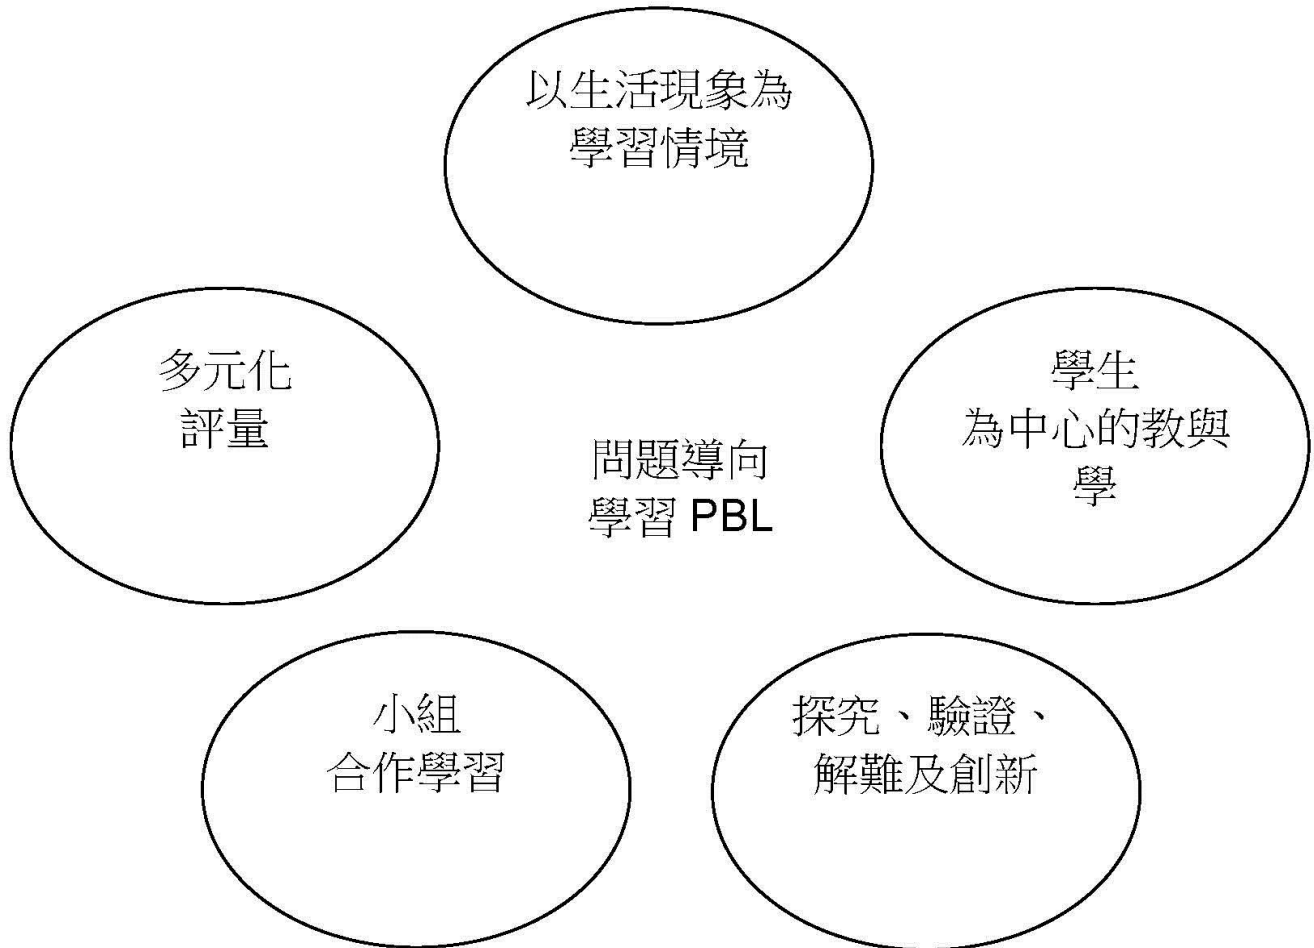 以生活現象為
學習情境
多元化
評量
學生
為中心的教與
學
問題導向
學習 PBL
小組
合作學習
探究、驗證、
解難及創新